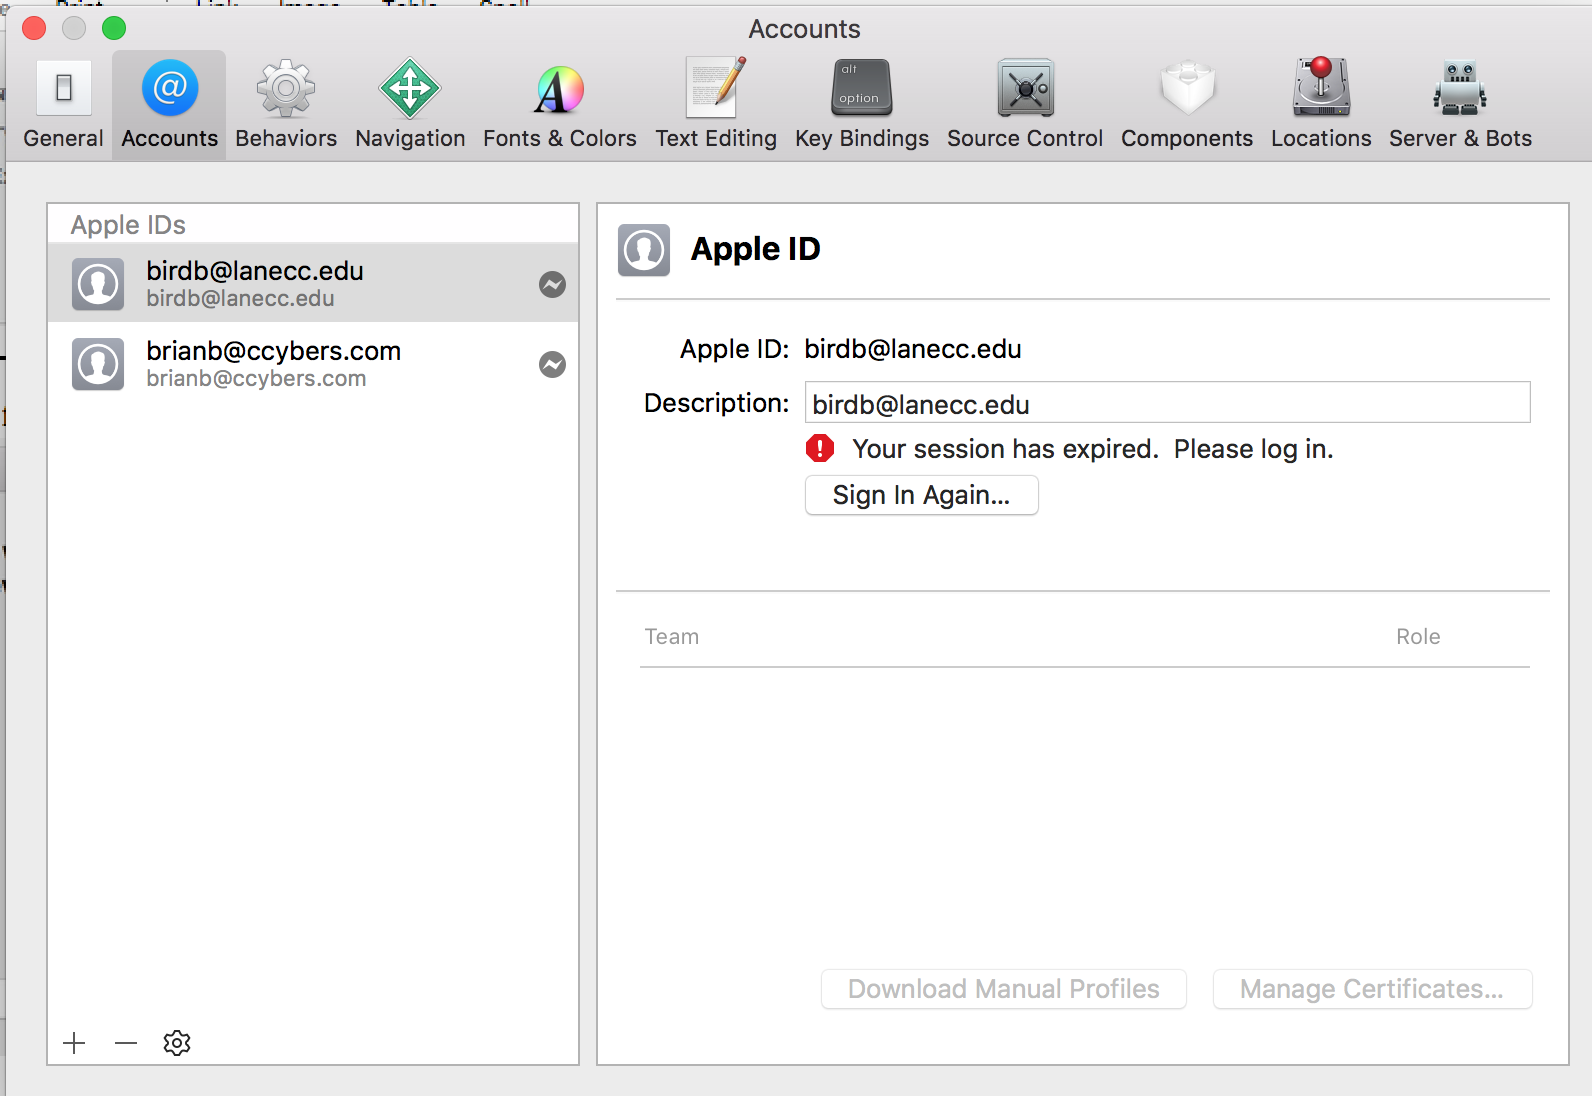 Accounts
General
Accounts
Behaviors
Navigation
Fonts & Colors
Text Editing
alt
option
Key Bindings
Source Control
Components
Locations
Server & Bots
Apple IDs
birdb@lanecc.edu
birdb@lanecc.edu
brianb@ccybers.com
brianb@ccybers.com
Apple ID
Apple ID: birdb@lanecc.edu
Description: birdb@lanecc.edu
Your session has expired. Please log in.
Sign In Again...
Team Role
Download Manual Profiles Manage Certificates...